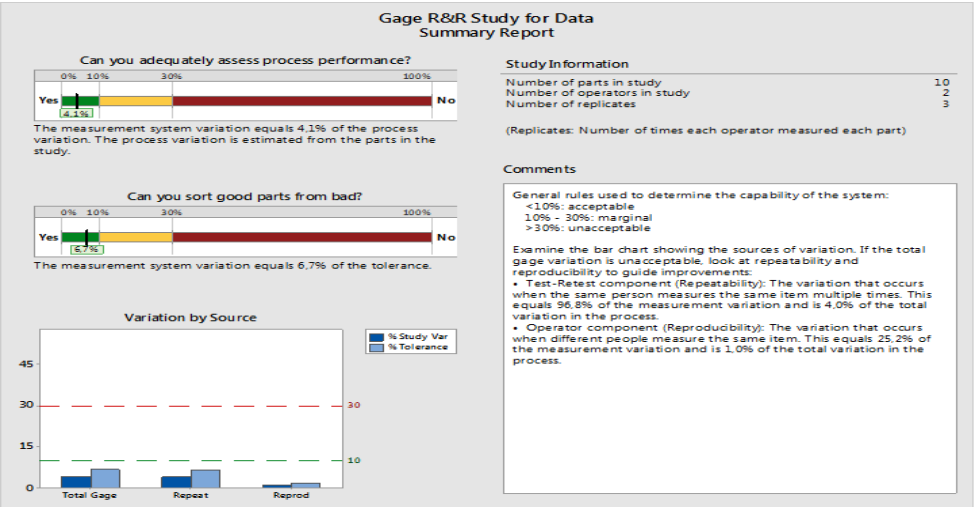 Gage R&R Study for Data
Summary Report
Can you adequately assess process performance?
0% 10% 30% 100%
Yes No
4,1%
The measurement system variation equals 4,1% of the process
variation. The process variation is estimated from the parts in the
study.
Can you sort good parts from bad?
0% 10% 30% 100%
Yes No
6,7%
The measurement system variation equals 6,7% of the tolerance.
Variation by Source
% Study Var
% Tolerance
45
30 30
15
10
0
Total Gage Repeat Reprod
Study Information
Number of parts in study 10
Number of operators in study 2
Number of replicates 3
(Replicates: Number of times each operator measured each part)
Comments
General rules used to determine the capability of the system:
<10%: acceptable
10% - 30%: marginal
>30%: unacceptable
Examine the bar chart showing the sources of variation. If the total
gage variation is unacceptable, look at repeatability and
reproducibility to guide improvements:
• Test-Retest component (Repeatability): The variation that occurs
when the same person measures the same item multiple times. This
equals 96,8% of the measurement variation and is 4,0% of the total
variation in the process.
• Operator component (Reproducibility): The variation that occurs
when different people measure the same item. This equals 25,2% of
the measurement variation and is 1,0% of the total variation in the
process.